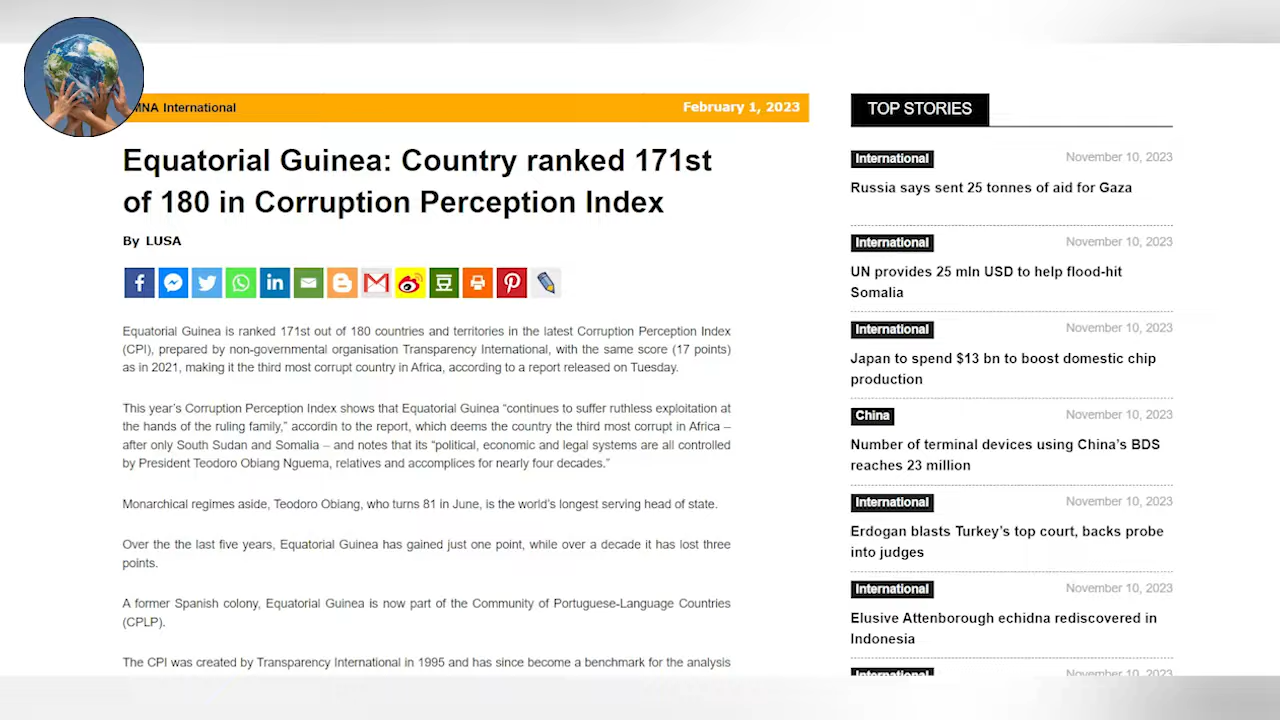 MNA International
February 1, 2023
Equatorial Guinea: Country ranked 171st
of 180 in Corruption Perception Index
By LUSA
Equatorial Guinea is ranked 171st out of 180 countries and territories in the latest Corruption Perception Index
(CPI), prepared by non-governmental organisation Transparency International, with the same score (17 points)
as in 2021, making it the third most corrupt country in Africa, according to a report released on Tuesday.
This year's Corruption Perception Index shows that Equatorial Guinea “continues to suffer ruthless exploitation at
the hands of the ruling family,” accordin to the report, which deems the country the third most corrupt in Africa –
after only South Sudan and Somalia – and notes that its “political, economic and legal systems are all controlled
by President Teodoro Obiang Nguema, relatives and accomplices for nearly four decades.”
Monarchical regimes aside, Teodoro Obiang, who turns 81 in June, is the world's longest serving head of state.
Over the the last five years, Equatorial Guinea has gained just one point, while over a decade it has lost three
points.
A former Spanish colony, Equatorial Guinea is now part of the Community of Portuguese-Language Countries
(CPLP).
The CPI was created by Transparency International in 1995 and has since become a benchmark for the analysis
TOP STORIES
International
November 10, 2023
Russia says sent 25 tonnes of aid for Gaza
International
November 10, 2023
UN provides 25 mln USD to help flood-hit
Somalia
International
November 10, 2023
Japan to spend $13 bn to boost domestic chip
production
China
November 10, 2023
Number of terminal devices using China's BDS
reaches 23 million
International
November 10, 2023
Erdogan blasts Turkey's top court, backs probe
into judges
International
November 10, 2023
Elusive Attenborough echidna rediscovered in
Indonesia
International
November 10, 2023